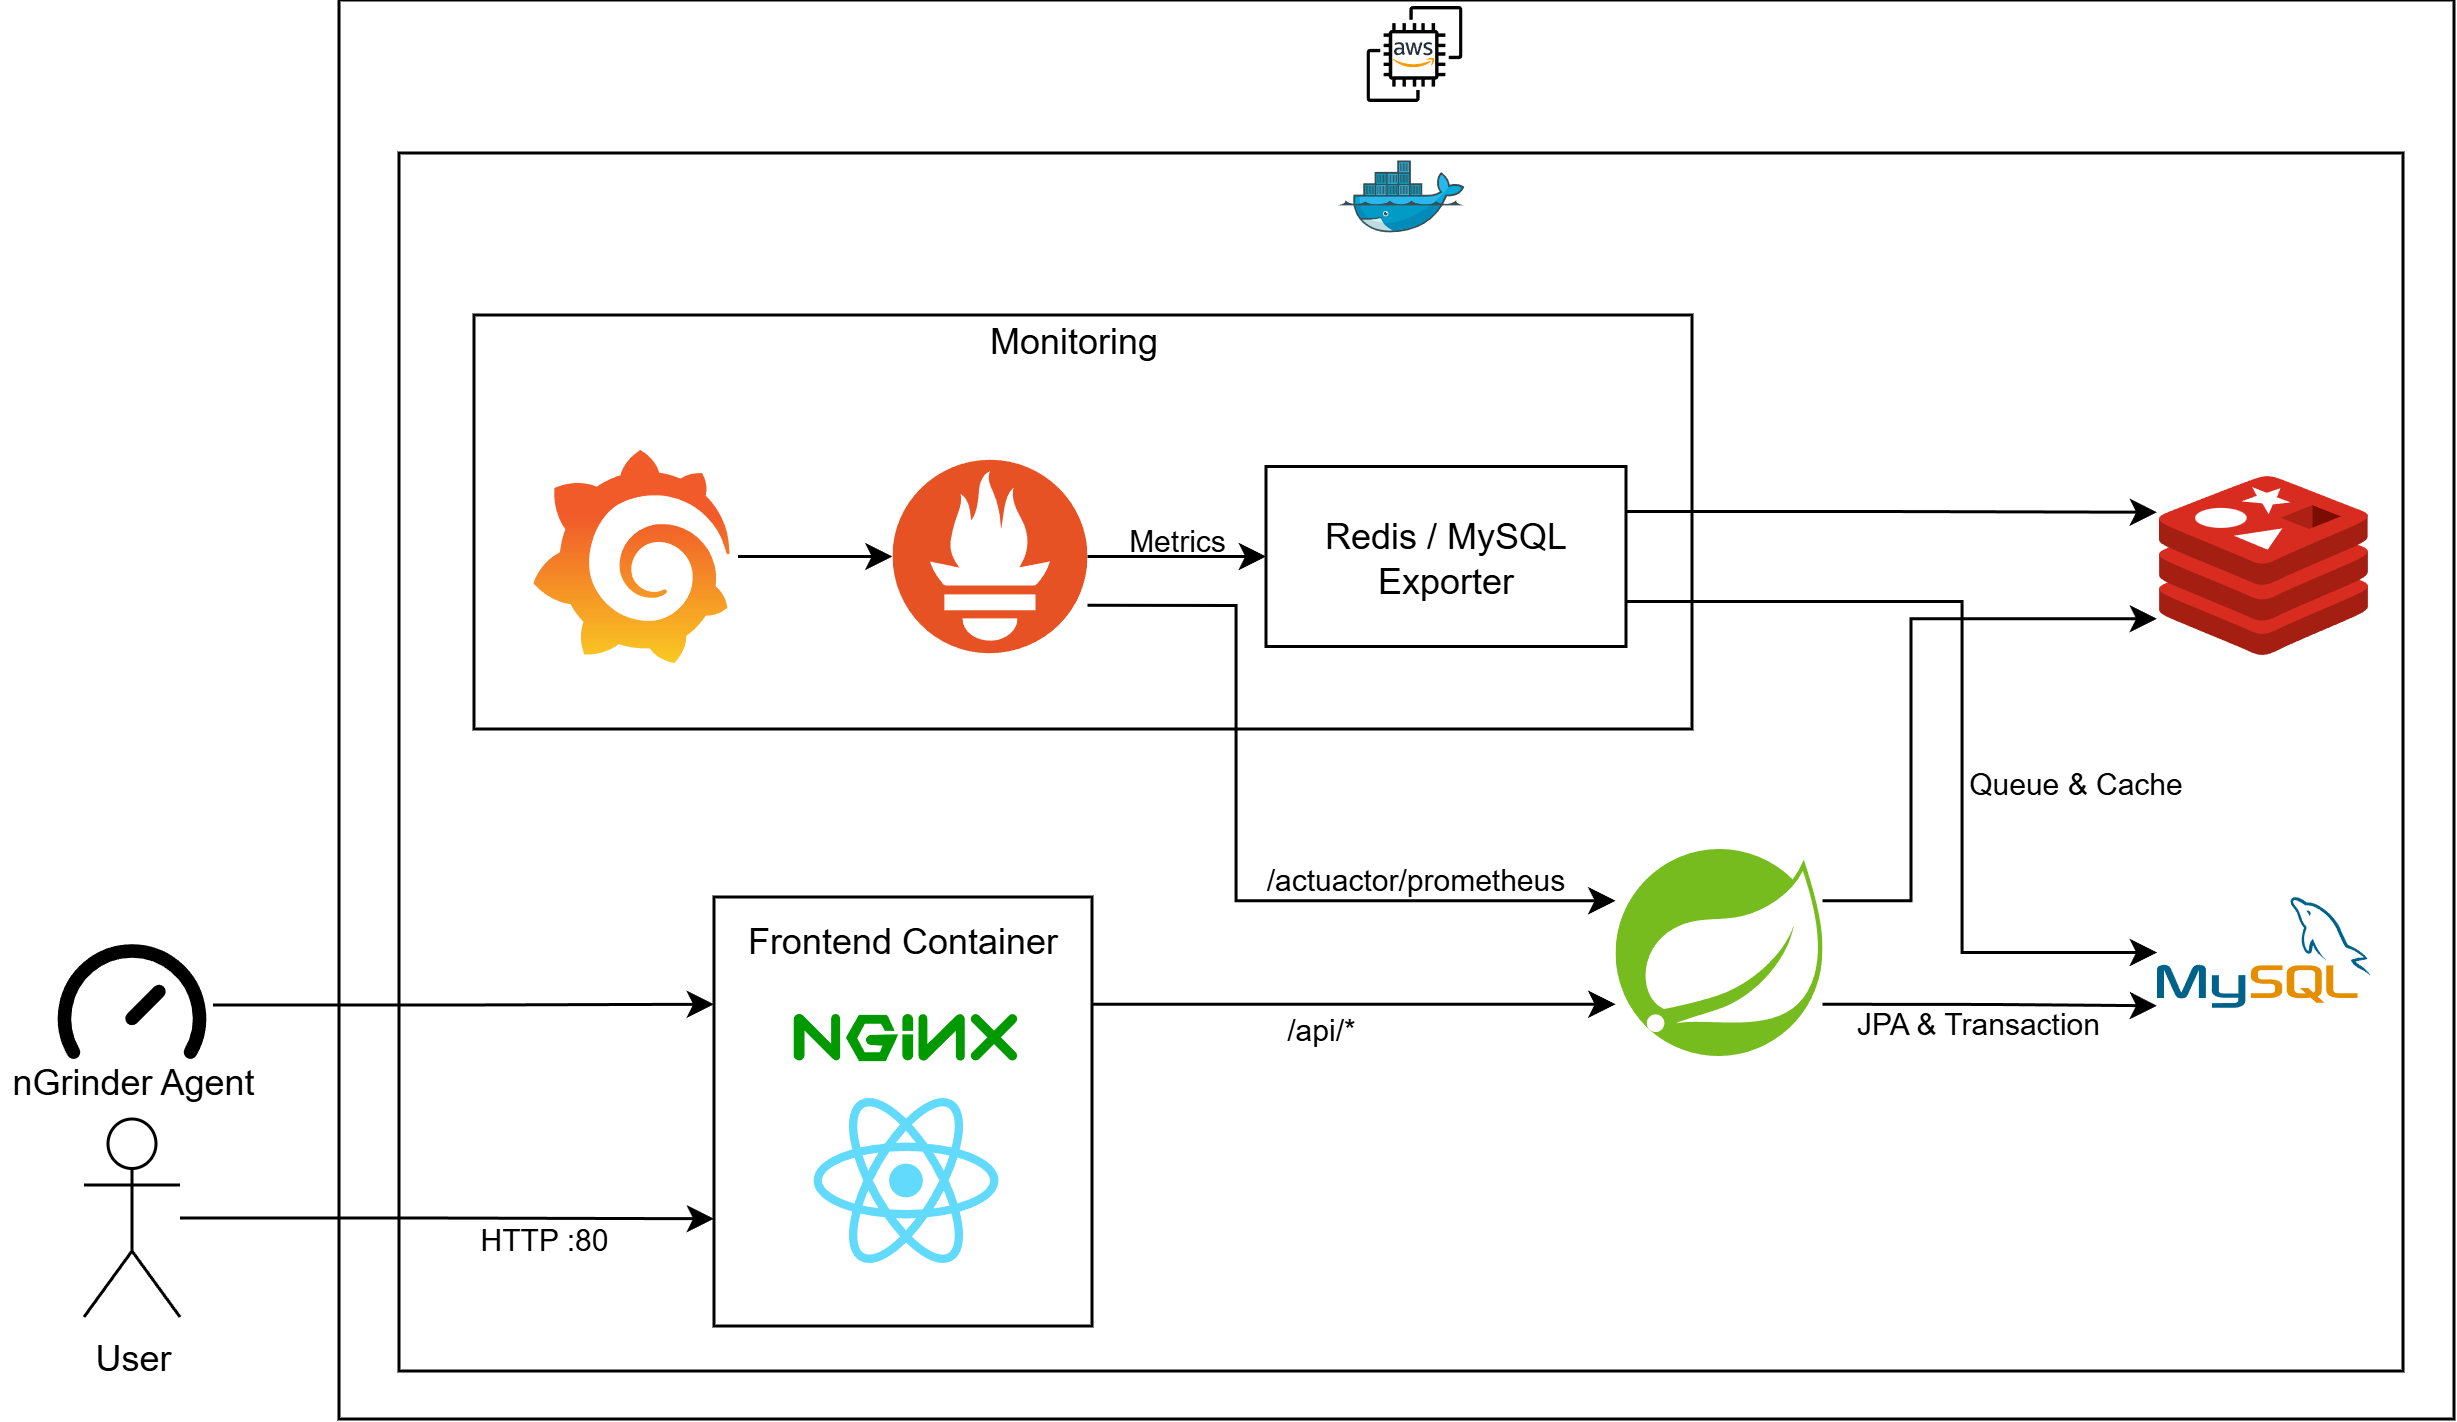 aws
Monitoring
Metrics
Redis / MySQL
Exporter
Queue & Cache
/actuactor/prometheus
Frontend Container
NGiNX
/api/*
MySQL
JPA & Transaction
nGrinder Agent
HTTP :80
User